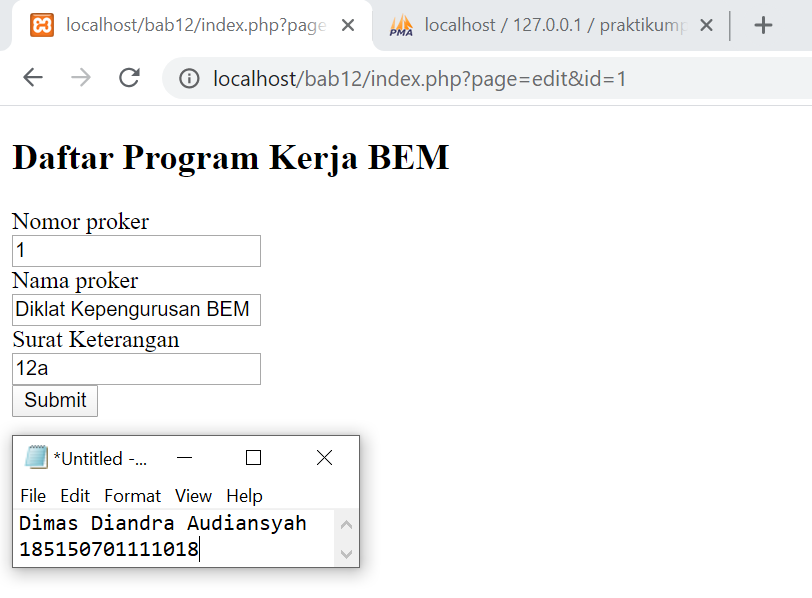 localhost/bab12/index.php?page
localhost / 127.0.0.1 / praktikump
localhost/bab12/index.php?page=edit&id=1
Daftar Program Kerja BEM
Nomor proker
1
Nama proker
Diklat Kepengurusan BEM
Surat Keterangan
12a
Submit
*Untitled -...
File Edit Format View Help
Dimas Diandra Audiansyah
185150701111018